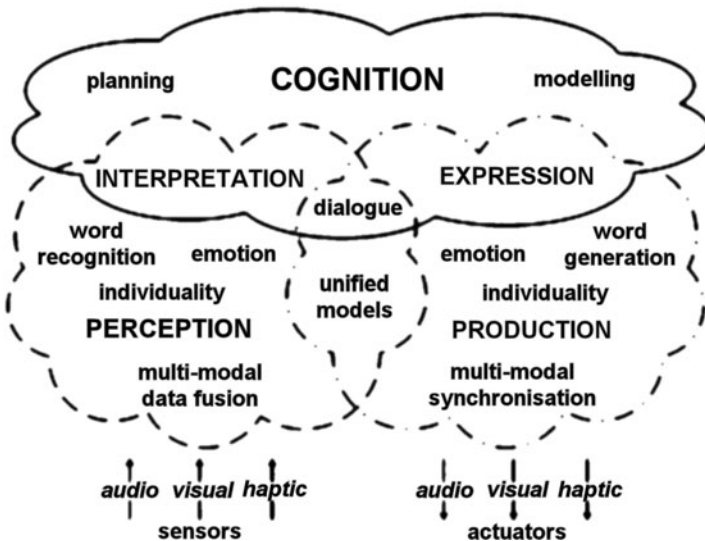 planning COGNITION modelling
INTERPRETATION EXPRESSION
dialogue
word word
recognition emotion emotion generation
individuality unified individuality
models
PERCEPTION PRODUCTION
multi-modal multi-modal
data fusion synchronisation
audio visual haptic audio visual haptic
sensors actuators